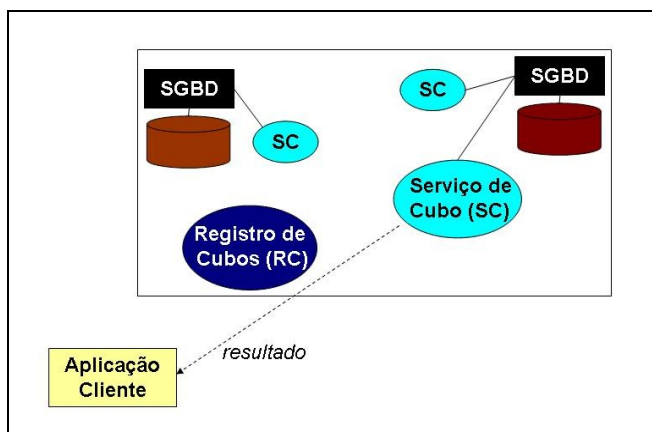 SGBD
SC
SC
SGBD
Serviço de
Cubo (SC)
Registro de
Cubos (RC)
resultado
Aplicação
Cliente